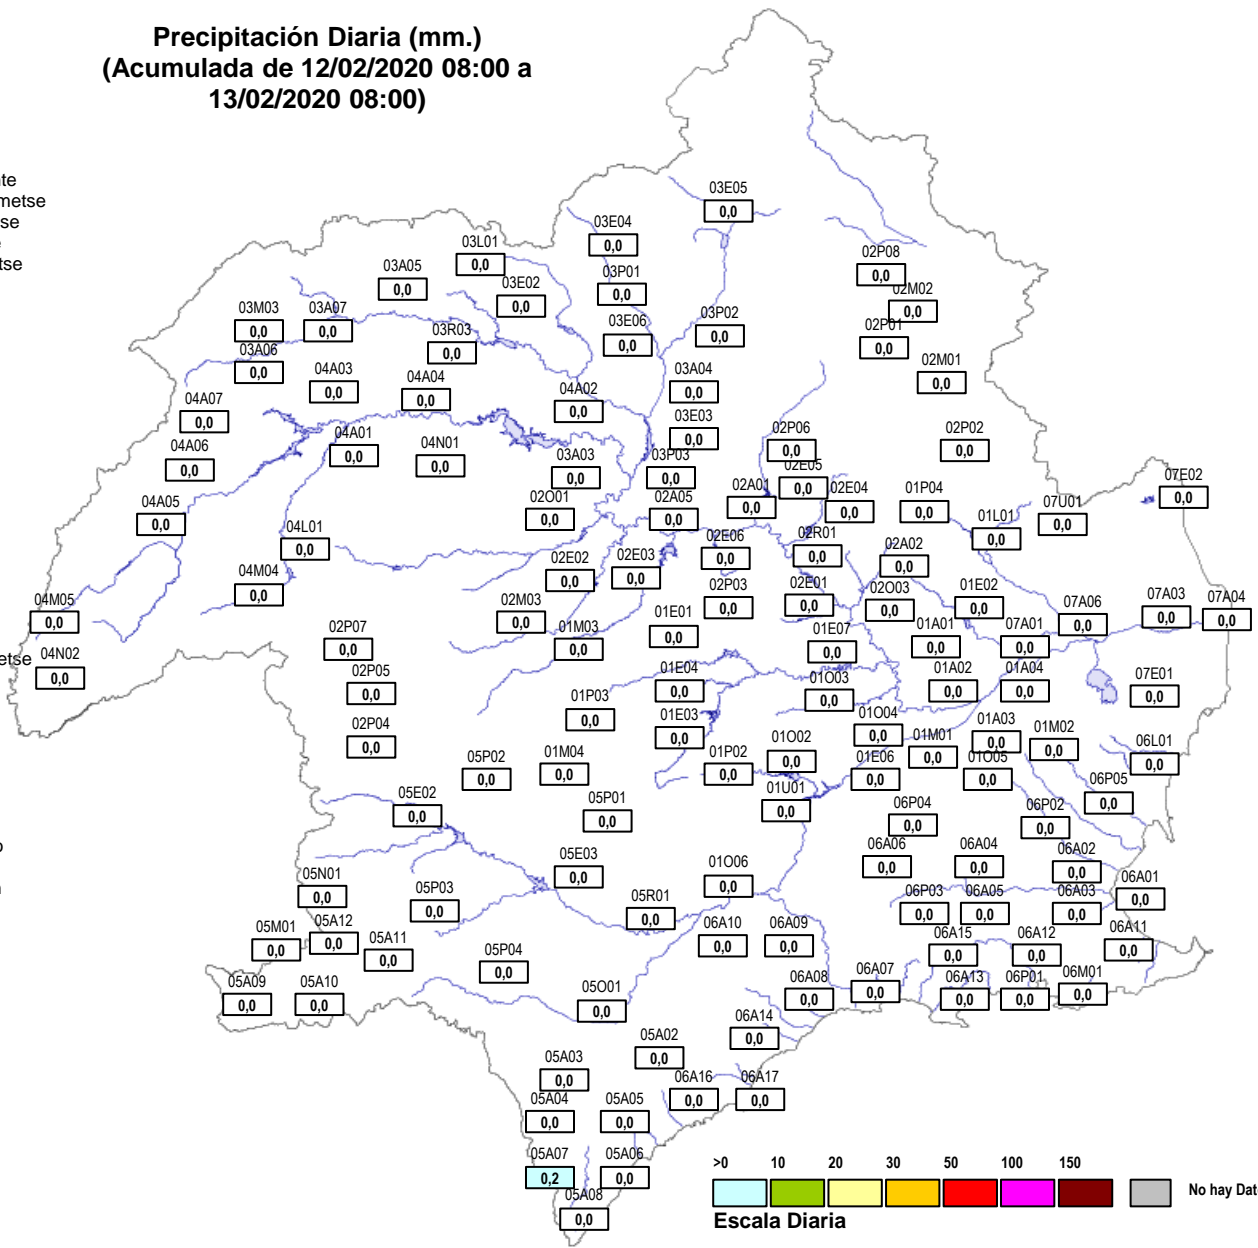 Precipitación Diaria (mm.)
(Acumulada de 12/02/2020 08:00 a
13/02/2020 08:00)
03E05
0,0
03E04
0,0
03L01
0,0
02P08
0,0
03A05
0,0
03P01
0,0
03E02
0,0
02M02
0,0
03M03
0,0
03A07
0,0
03P02
0,0
03E06
0,0
03R03
0,0
02P01
0,0
03A06
0,0
02M01
0,0
04A03
0,0
04A04
0,0
03A04
0,0
04A02
0,0
04A07
0,0
03E03
0,0
04A01
0,0
04A06
0,0
04N01
0,0
02P06
0,0
02P02
0,0
03A03
0,0
03P03
0,0
02E05
0,0
07E02
0,0
04A05
0,0
02O01
0,0
02A05
0,0
02A01
0,0
02E04
0,0
01P04
0,0
07U01
0,0
01L01
0,0
04L01
0,0
02E06
0,0
02R01
0,0
02A02
0,0
02E02
0,0
02E03
0,0
04M04
0,0
02P03
0,0
02E01
0,0
02O03
0,0
01E02
0,0
04M05
0,0
02M03
0,0
07A06
0,0
07A03
0,0
07A04
0,0
01E01
0,0
02P07
0,0
01M03
0,0
01E07
0,0
01A01
0,0
07A01
0,0
etse
04N02
0,0
02P05
0,0
01E04
0,0
01O03
0,0
01A02
0,0
01A04
0,0
07E01
0,0
01P03
0,0
02P04
0,0
01E03
0,0
01O04
0,0
01A03
0,0
01M02
0,0
01M01
0,0
06L01
0,0
05P02
0,0
01M04
0,0
01P02
0,0
01O02
0,0
01E06
0,0
01O05
0,0
05E02
0,0
05P01
0,0
01U01
0,0
06P04
0,0
06P02
0,0
06P05
0,0
05E03
0,0
01O06
0,0
06A06
0,0
06A04
0,0
06A02
0,0
05N01
0,0
05P03
0,0
05R01
0,0
06P03
0,0
06A05
0,0
06A03
0,0
06A01
0,0
05M01
0,0
05A12
0,0
05A11
0,0
05P04
0,0
06A10
0,0
06A09
0,0
06A15
0,0
06A12
0,0
06A11
0,0
05A09
0,0
05A10
0,0
05O01
0,0
06A08
0,0
06A07
0,0
06A13
0,0
06P01
0,0
06M01
0,0
06A14
0,0
05A02
0,0
05A03
0,0
06A16
0,0
06A17
0,0
05A04
0,0
05A05
0,0
05A07
0,2
05A06
0,0
05A08
0,0
>0 10 20 30 50 100 150
No hay Dat
Escala Diaria